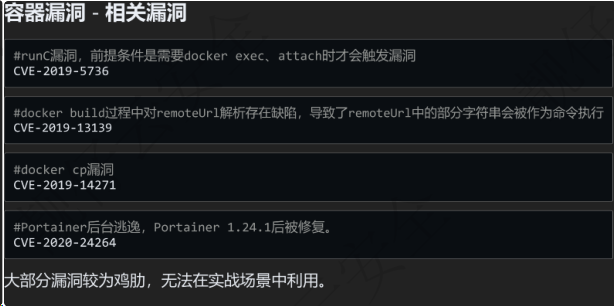 容器漏洞 - 相关漏洞
#runC漏洞，前提条件是需要docker exec、attach时才会触发漏洞
CVE-2019-5736
#docker build过程中对remoteUrl解析存在缺陷，导致了remoteUrl中的部分字符串会被作为命令执行
CVE-2019-13139
#docker cp漏洞
CVE-2019-14271
#Portainer后台逃逸，Portainer 1.24.1后被修复。
CVE-2020-24264
大部分漏洞较为鸡肋，无法在实战场景中利用。